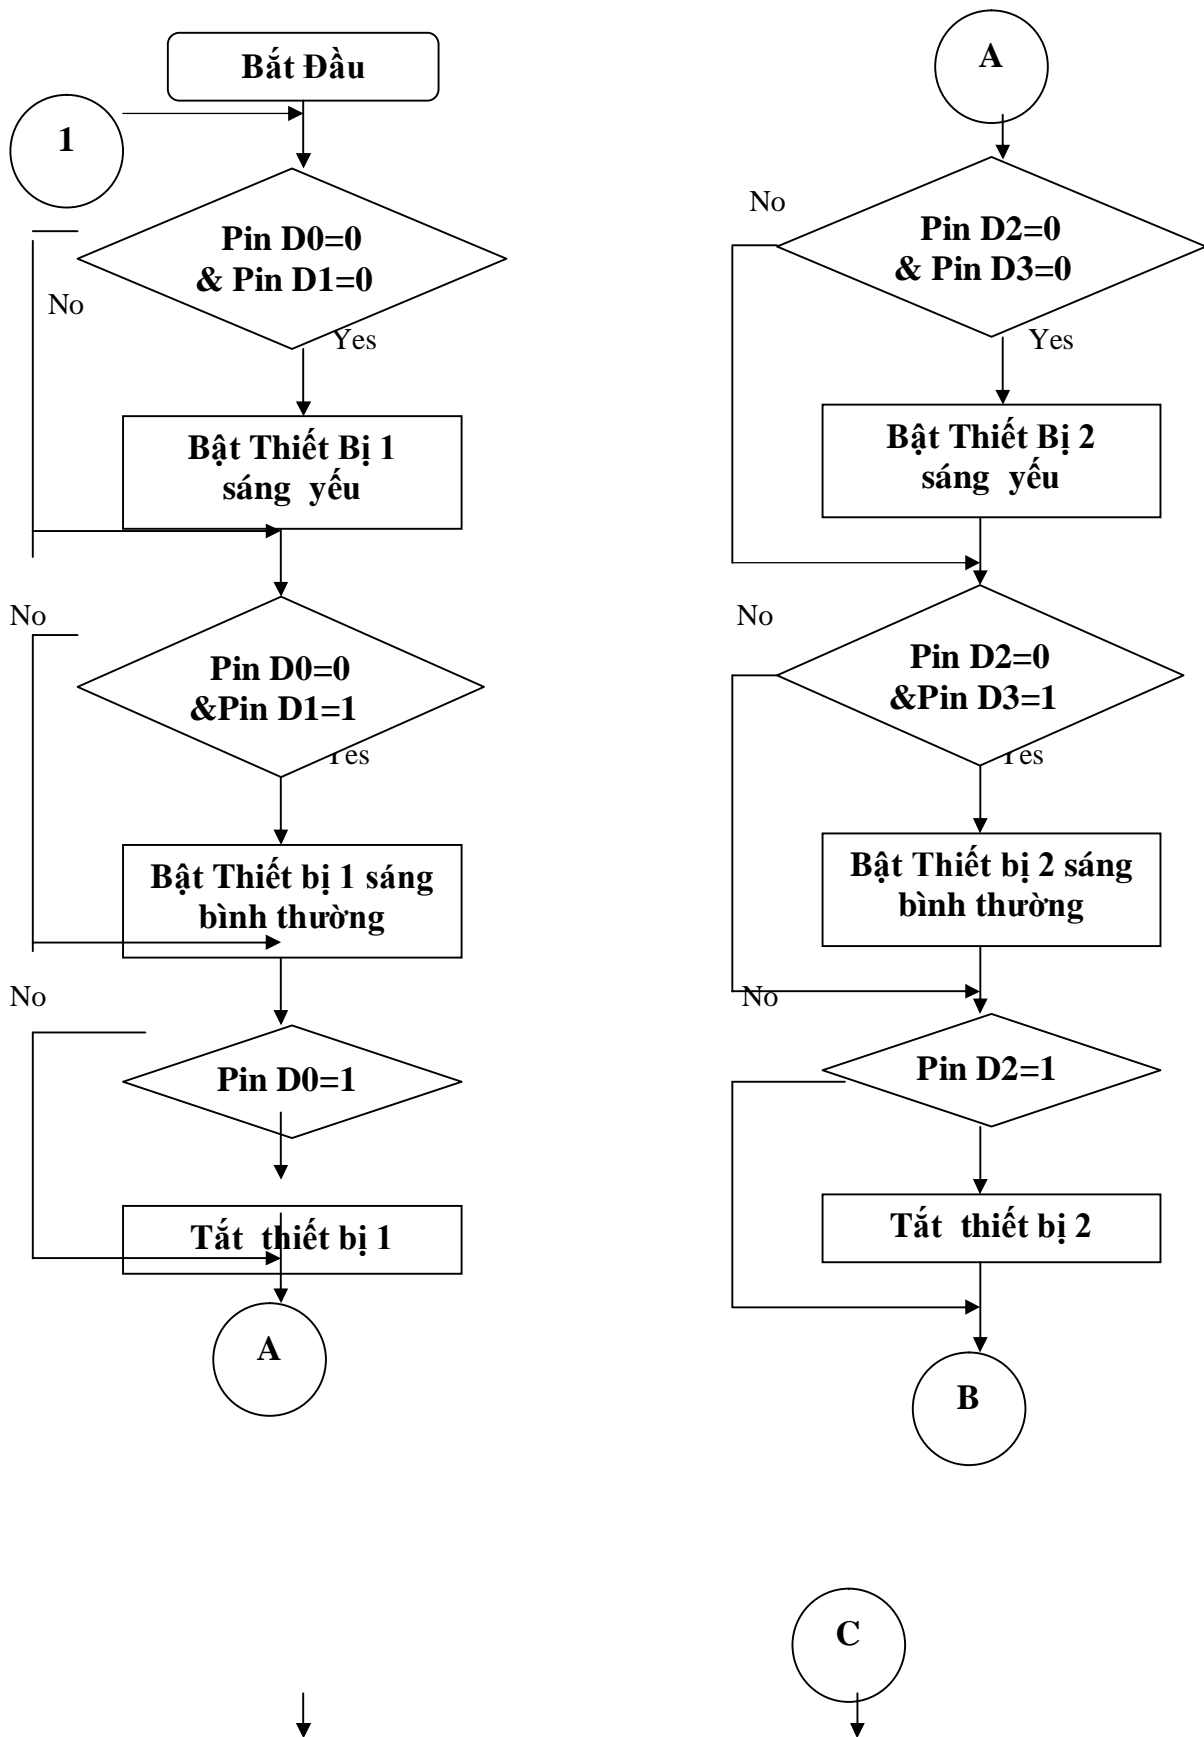 Bắt Đầu
1
Pin D0=0
& Pin D1=0
No
Yes
Bật Thiết Bị 1
sáng yếu
No
Pin D0=0
&Pin D1=1
Yes
Bật Thiết bị 1 sáng
bình thường
No
Pin D0=1
Tắt thiết bị 1
A
A
No
Pin D2=0
& Pin D3=0
Yes
Bật Thiết Bị 2
sáng yếu
No
Pin D2=0
&Pin D3=1
Yes
Bật Thiết bị 2 sáng
bình thường
No
Pin D2=1
Tắt thiết bị 2
B
C